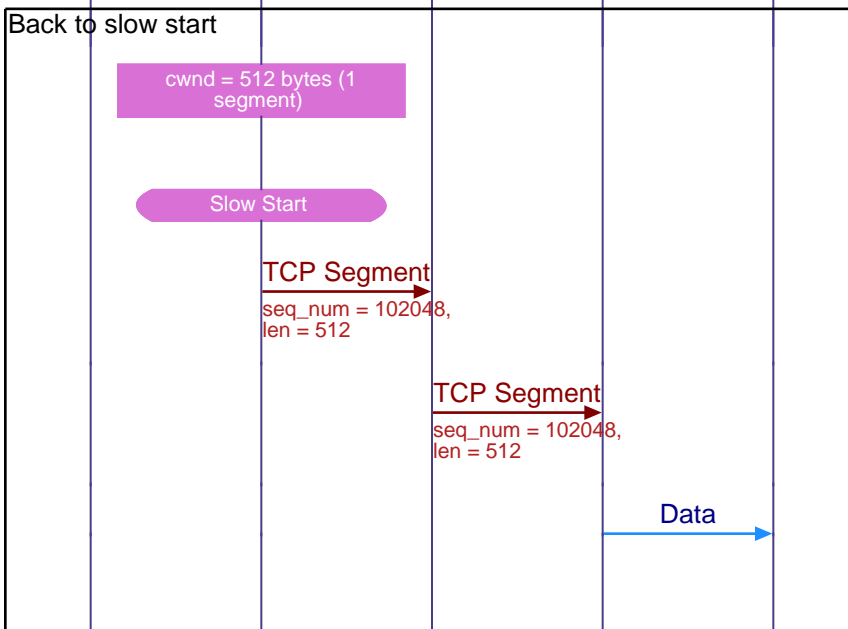 Back to slow start
cwnd = 512 bytes (1
segment)
Slow Start
TCP Segment
seq_num = 102048,
len = 512
TCP Segment
seq_num = 102048,
len = 512
Data